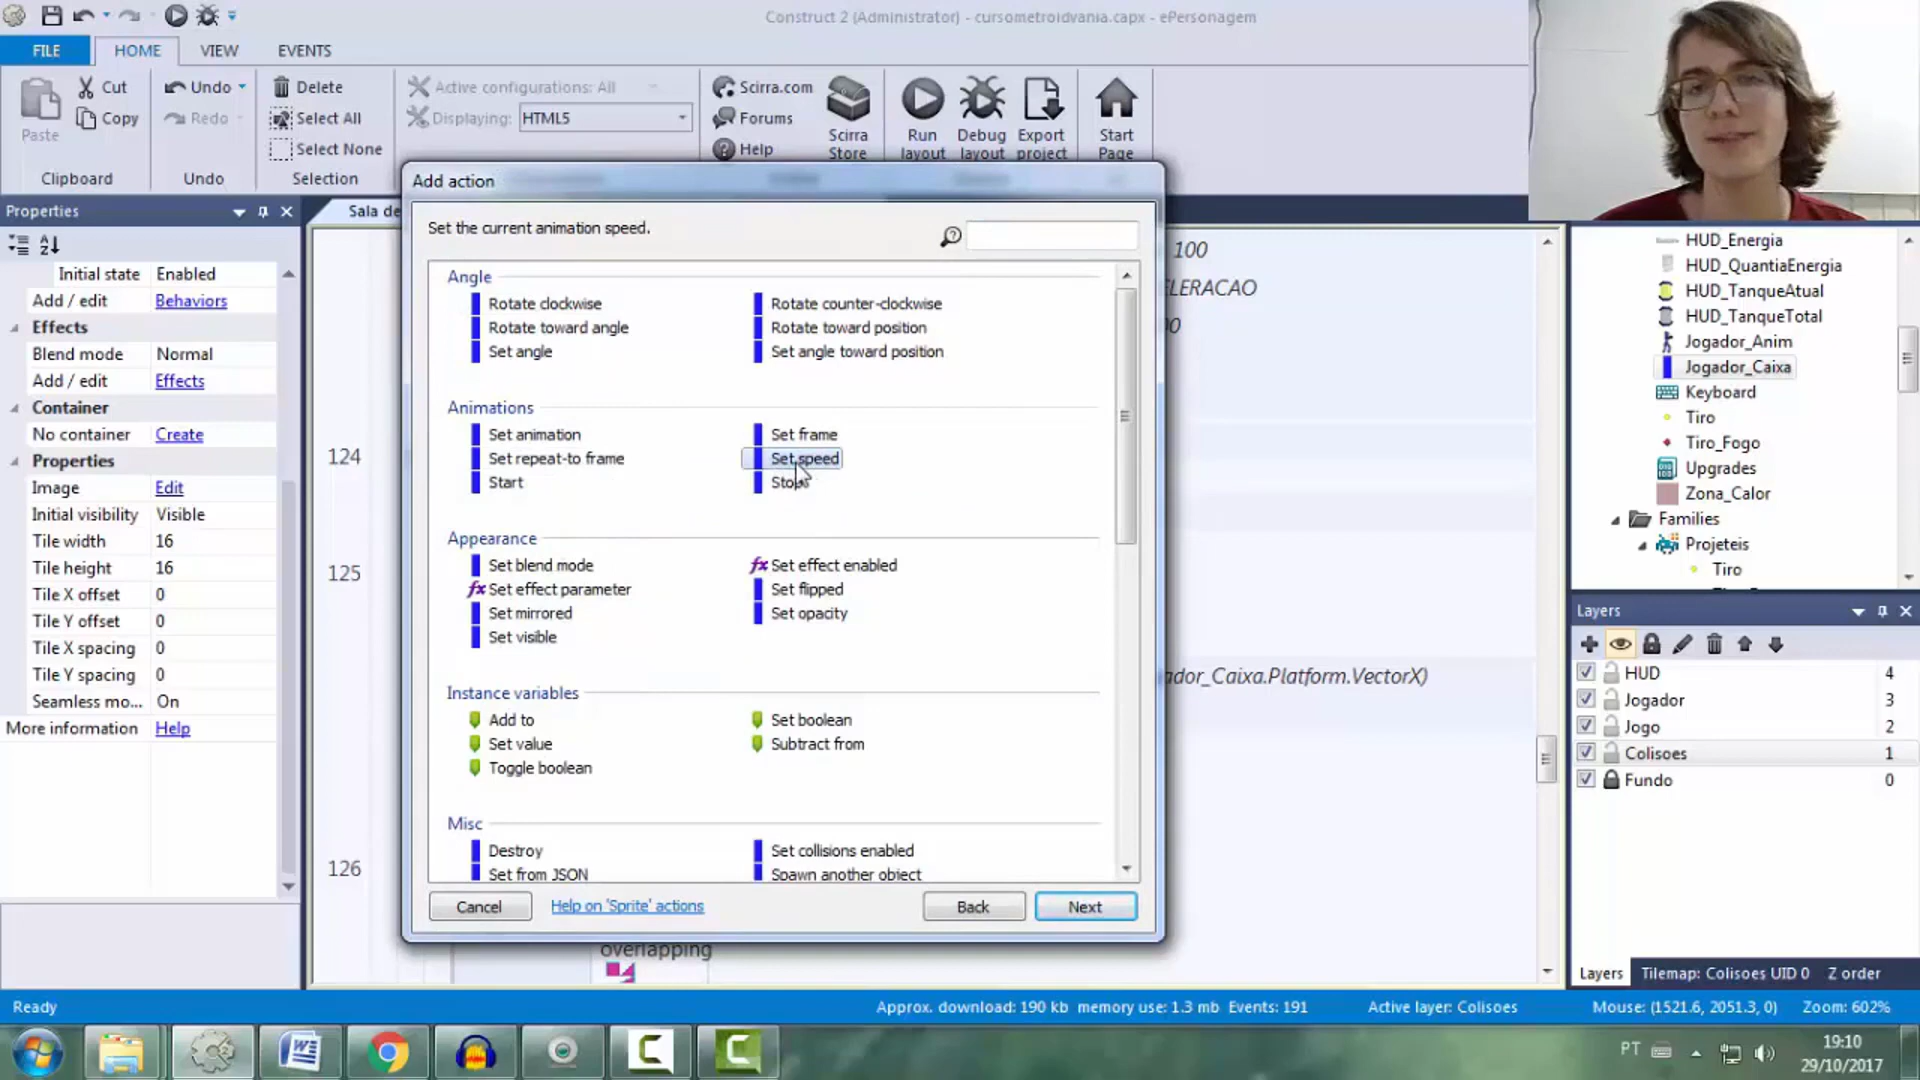 Construct 2 (Administrator) - cursometroidvania.capx - ePersonagem
FILE
HOME
VIEW
EVENTS
Paste
Cut
Copy
Clipboard
Undo
Redo
Undo
Delete
Select All
Select None
Selection
Active configurations: All
Displaying: HTML5
Scirra.com
Forums
Help
Scirra Store
Run layout
Debug layout
Export project
Start Page
Properties
Initial state Enabled
Add / edit Behaviors
Effects
Blend mode Normal
Add / edit Effects
Container
No container Create
Properties
Image Edit
Initial visibility Visible
Tile width 16
Tile height 16
Tile X offset 0
Tile Y offset 0
Tile X spacing 0
Tile Y spacing 0
Seamless mo... On
More information Help
Sala de
124
125
126
Add action
Set the current animation speed.
Angle
Rotate clockwise Rotate counter-clockwise
Rotate toward angle Rotate toward position
Set angle Set angle toward position
Animations
Set animation Set frame
Set repeat-to frame Set speed
Start Stop
Appearance
Set blend mode Set effect enabled
Set effect parameter Set flipped
Set mirrored Set opacity
Set visible
Instance variables
Add to Set boolean
Set value Subtract from
Toggle boolean
Misc
Destroy Set collisions enabled
Set from JSON Spawn another object
Cancel Help on 'Sprite' actions Back Next
overlapping
100
LERACAO
ador_Caixa.Platform.VectorX)
HUD_Energia
HUD_QuantiaEnergia
HUD_TanqueAtual
HUD_TanqueTotal
Jogador_Anim
Jogador_Caixa
Keyboard
Tiro
Tiro_Fogo
Upgrades
Zona_Calor
Families
Projeteis
Tiro
Layers
HUD 4
Jogador 3
Jogo 2
Colisoes 1
Fundo 0
Layers Tilemap: Colisoes UID 0 Z order
Ready
Approx. download: 190 kb memory use: 1.3 mb Events: 191
Active layer: Colisoes
Mouse: (1521.6, 2051.3, 0)
Zoom: 602%
PT
19:10
29/10/2017